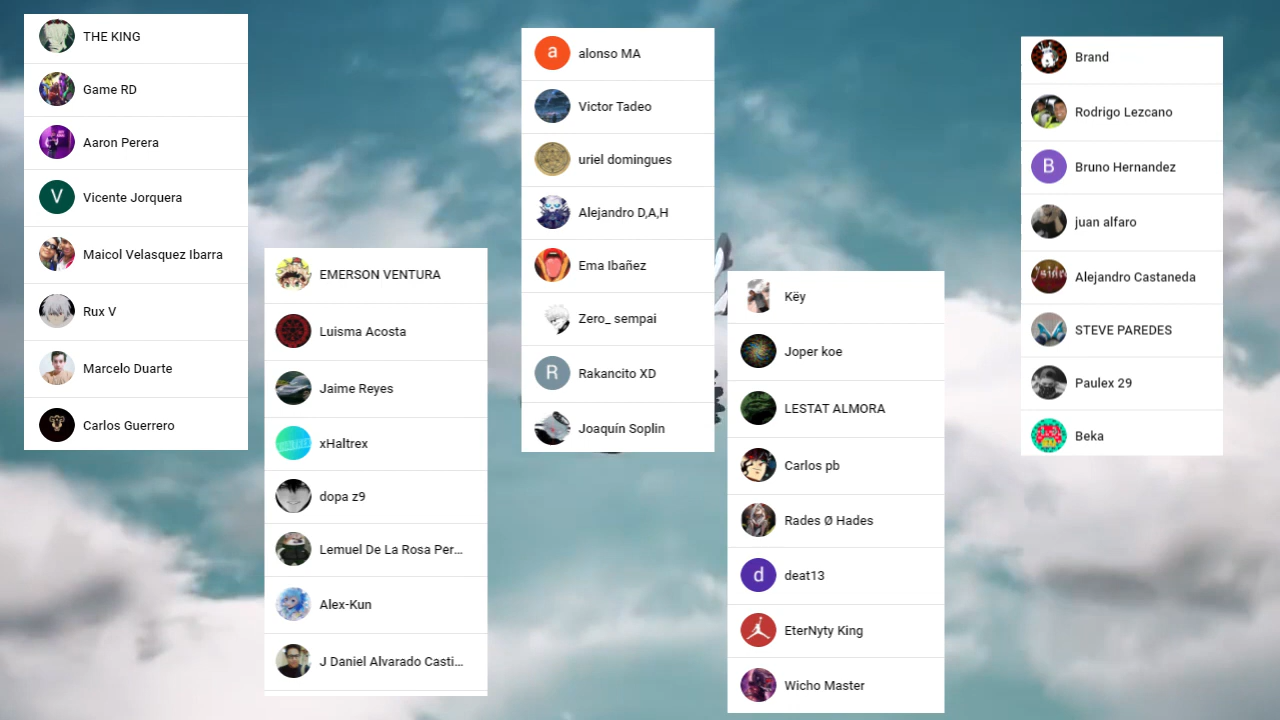 THE KING
Game RD
Aaron Perera
V
Vicente Jorquera
Maicol Velasquez Ibarra
Rux V
Marcelo Duarte
Carlos Guerrero
EMERSON VENTURA
Luisma Acosta
Jaime Reyes
xHaltrex
dopa z9
Lemuel De La Rosa Per...
Alex-Kun
J Daniel Alvarado Casti...
a
alonso MA
Victor Tadeo
uriel domingues
Alejandro D,A,H
Ema Ibañez
Zero_ sempai
R
Rakancito XD
Joaquín Soplin
Këy
Joper koe
LESTAT ALMORA
Carlos pb
Rades Ø Hades
d
deat13
EterNyty King
Wicho Master
Brand
Rodrigo Lezcano
B
Bruno Hernandez
juan alfaro
Alejandro Castaneda
STEVE PAREDES
Paulex 29
Beka